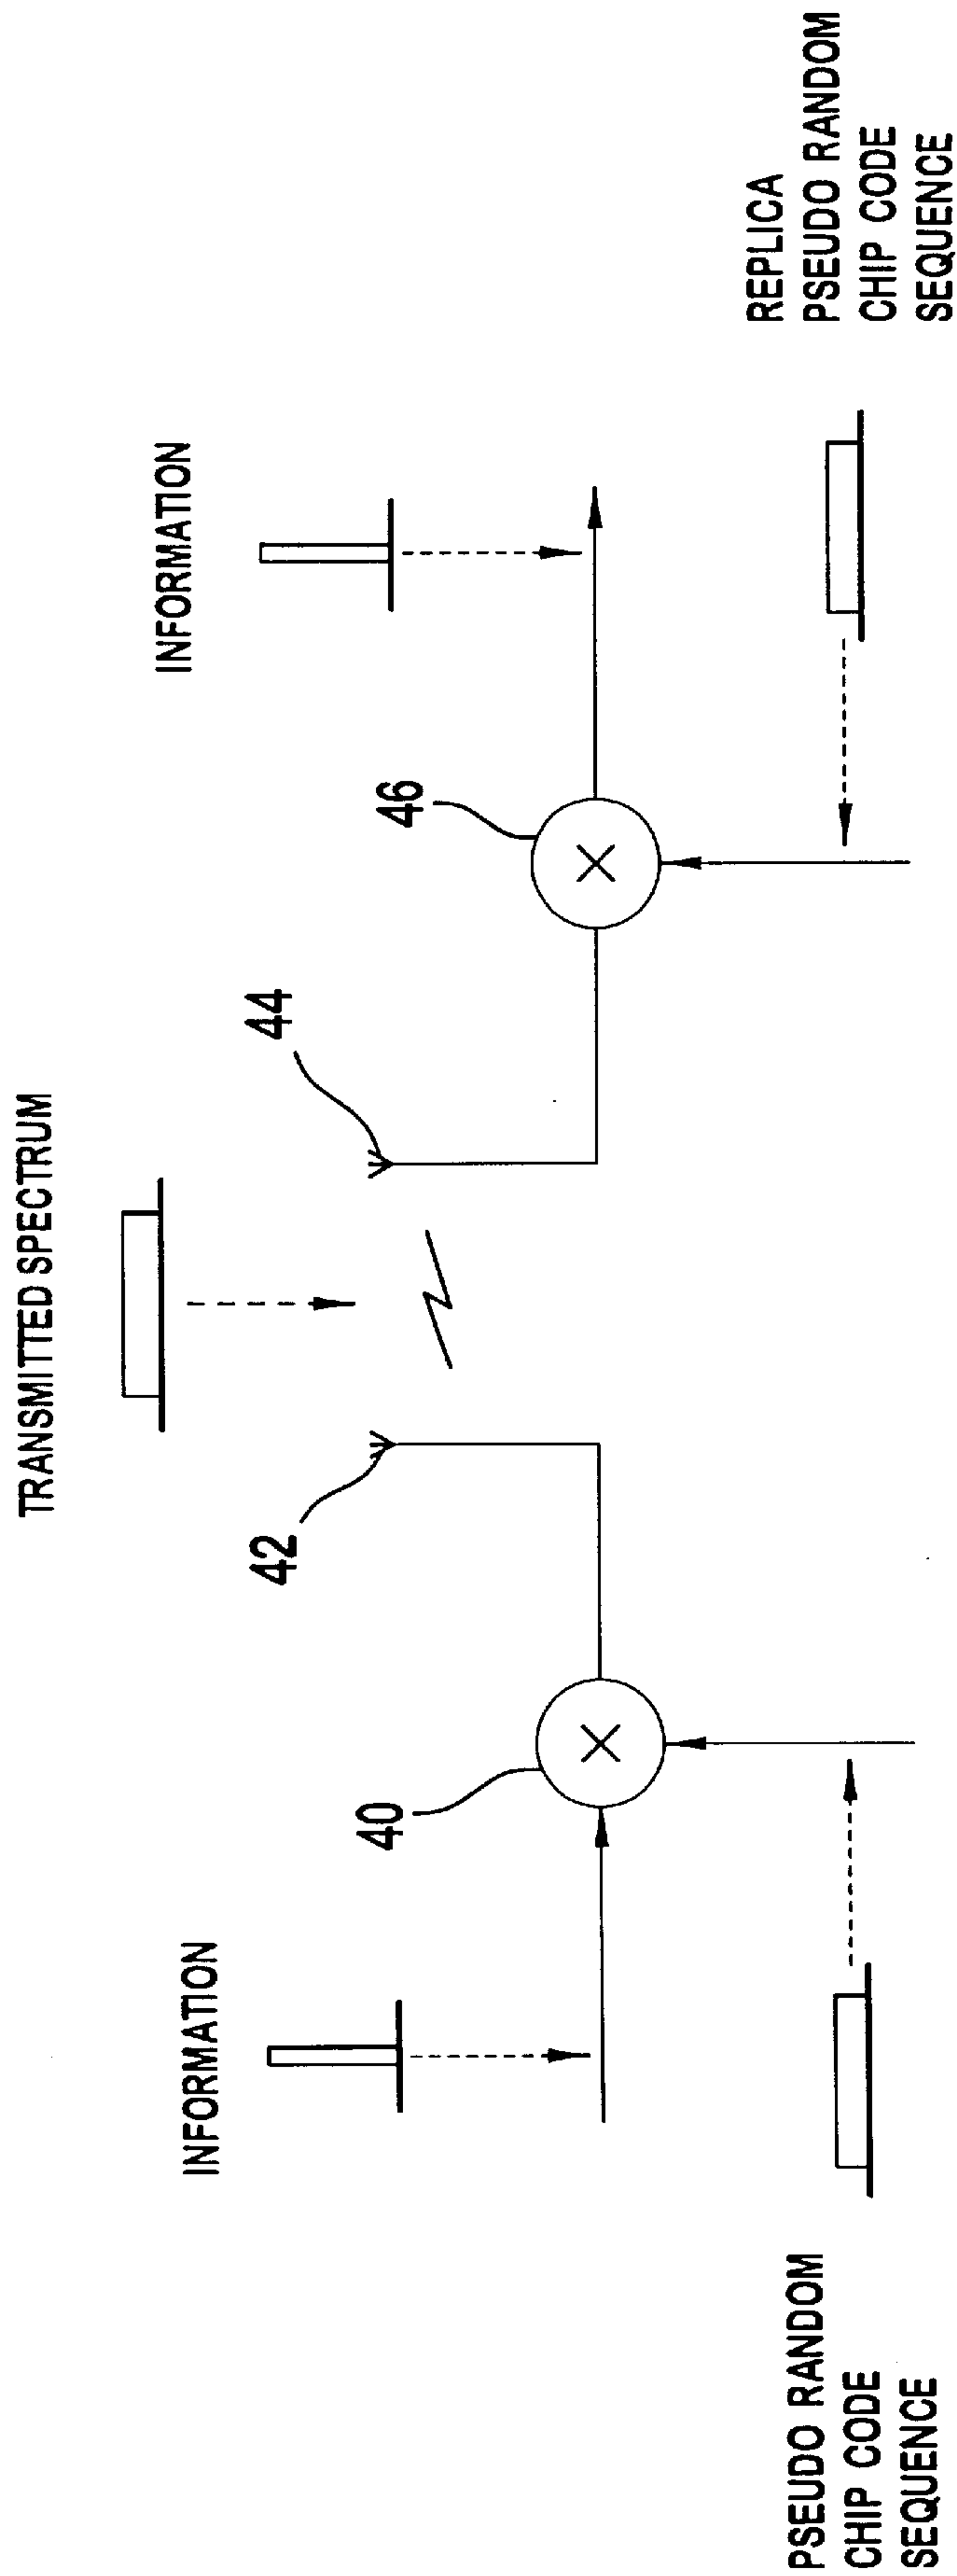 TRANSMITTED SPECTRUM
INFORMATION
INFORMATION
42
44
40
46
PSEUDO RANDOM
CHIP CODE
SEQUENCE
REPLICA
PSEUDO RANDOM
CHIP CODE
SEQUENCE